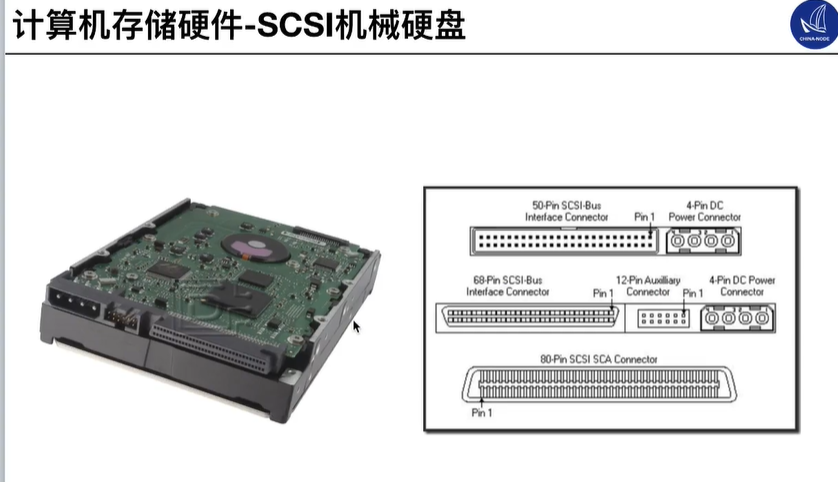 计算机存储硬件-SCSI机械硬盘
CHINA-NODE
50-Pin SCSI-Bus
Interface Connector
Pin 1
4-Pin DC
Power Connector
68-Pin SCSI-Bus
Interface Connector
Pin 1
12-Pin Auxilliary
Connector
Pin 1
4-Pin DC Power
Connector
80-Pin SCSI SCA Connector
Pin 1